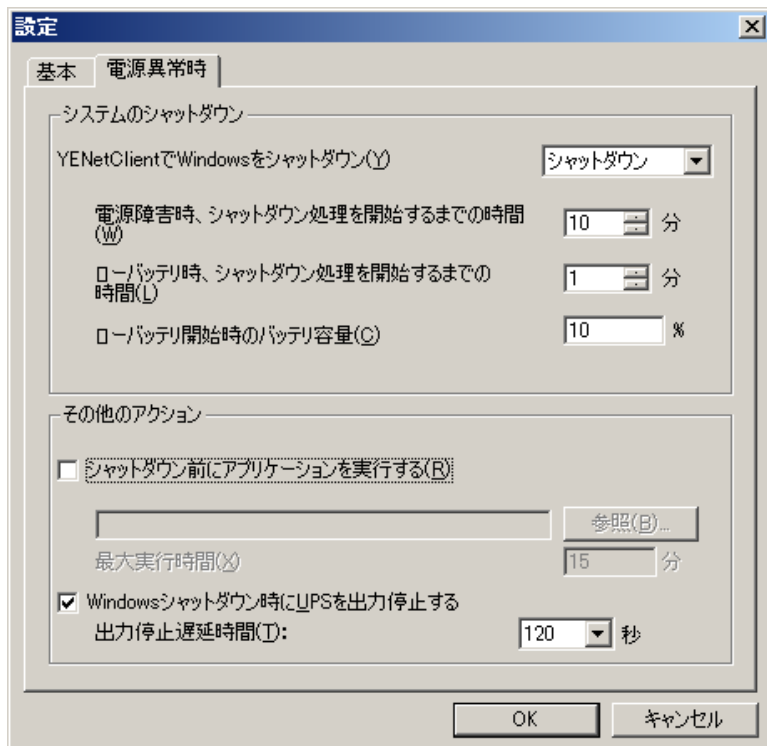 設定
基本
電源異常時
システムのシャットダウン
YENetClientでWindowsをシャットダウン(Y)
シャットダウン
電源障害時、シャットダウン処理を開始するまでの時間
(W)
10 分
ローバッテリ時、シャットダウン処理を開始するまでの
時間(L)
1 分
ローバッテリ開始時のバッテリ容量(C)
10 %
その他のアクション
シャットダウン前にアプリケーションを実行する(R)
参照(B)...
最大実行時間(X)
15 分
Windowsシャットダウン時にUPSを出力停止する
出力停止遅延時間(T):
120 秒
OK
キャンセル